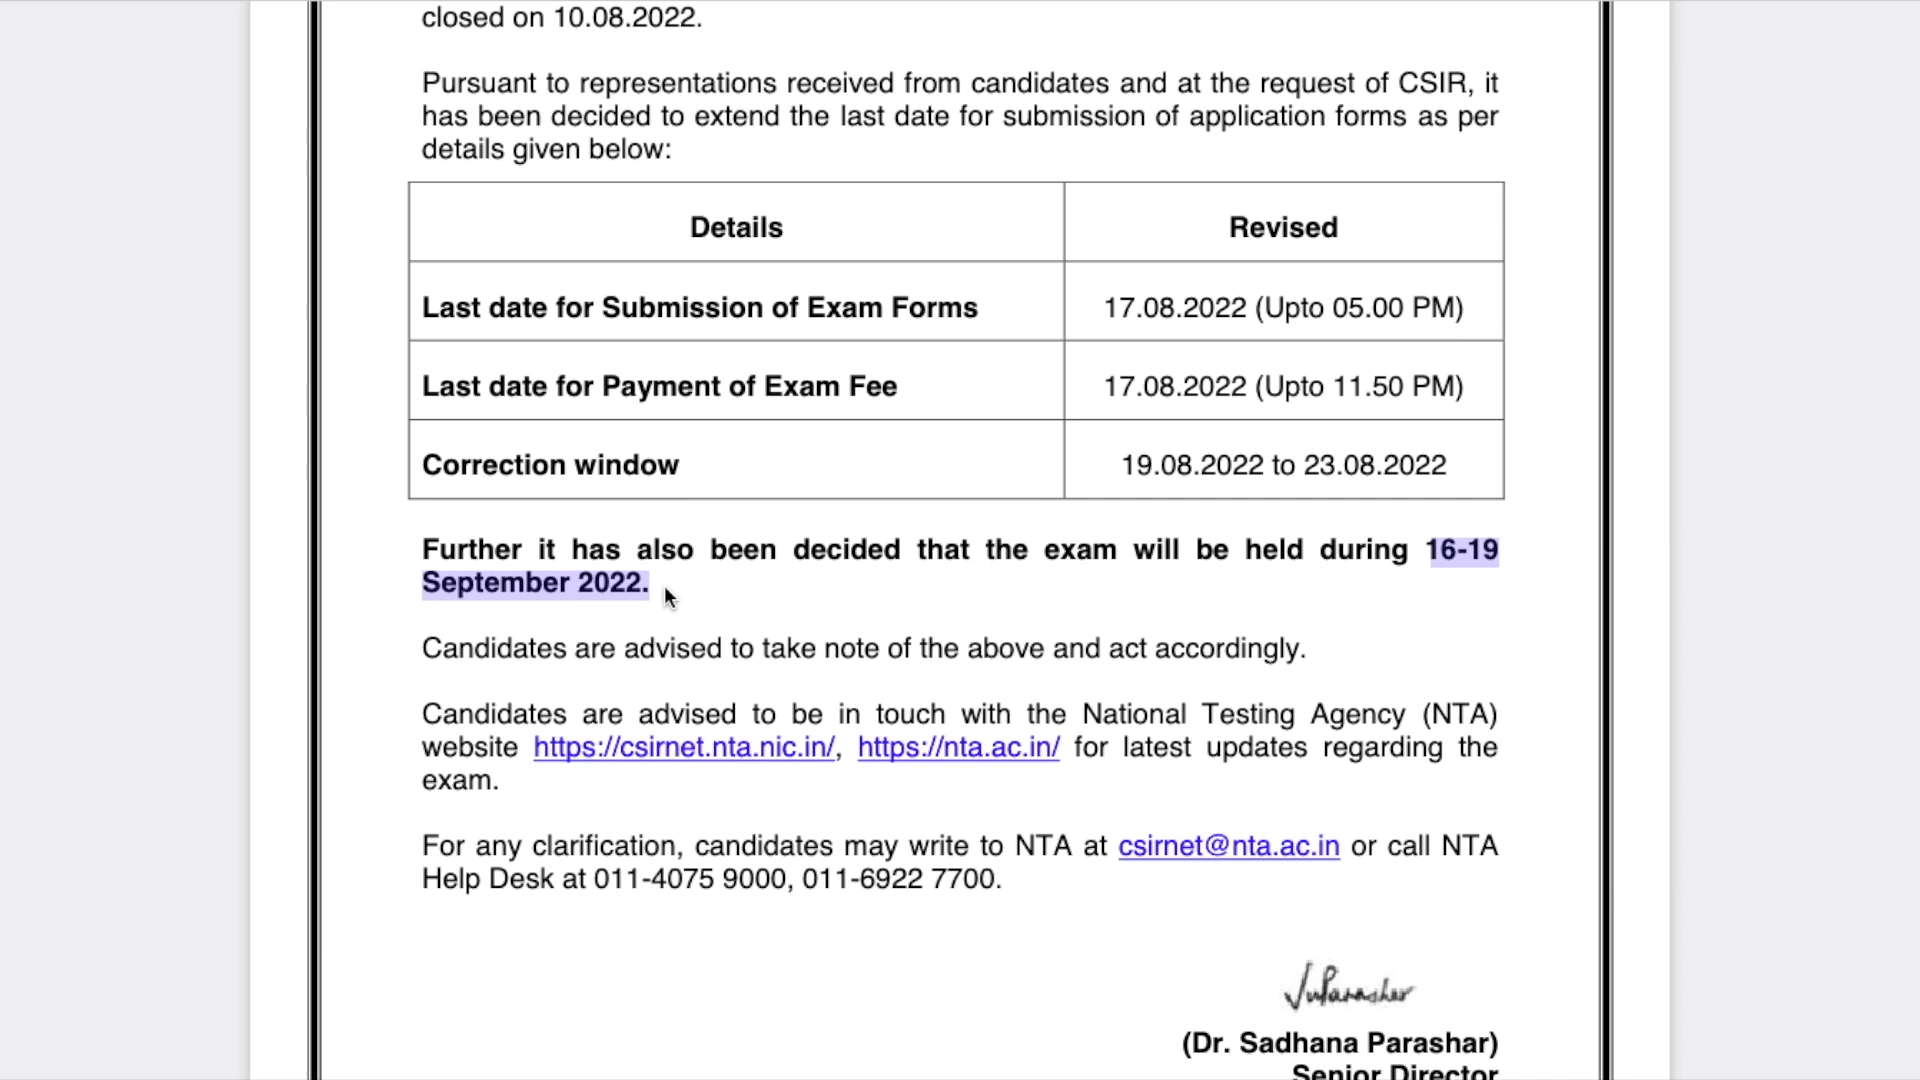 closed on 10.08.2022.
Pursuant to representations received from candidates and at the request of CSIR, it
has been decided to extend the last date for submission of application forms as per
details given below:
Details Revised
Last date for Submission of Exam Forms 17.08.2022 (Upto 05.00 PM)
Last date for Payment of Exam Fee 17.08.2022 (Upto 11.50 PM)
Correction window 19.08.2022 to 23.08.2022
Further it has also been decided that the exam will be held during 16-19
September 2022.
Candidates are advised to take note of the above and act accordingly.
Candidates are advised to be in touch with the National Testing Agency (NTA)
website https://csirnet.nta.nic.in/, https://nta.ac.in/ for latest updates regarding the
exam.
For any clarification, candidates may write to NTA at csirnet@nta.ac.in or call NTA
Help Desk at 011-4075 9000, 011-6922 7700.
(Dr. Sadhana Parashar)
Senior Director